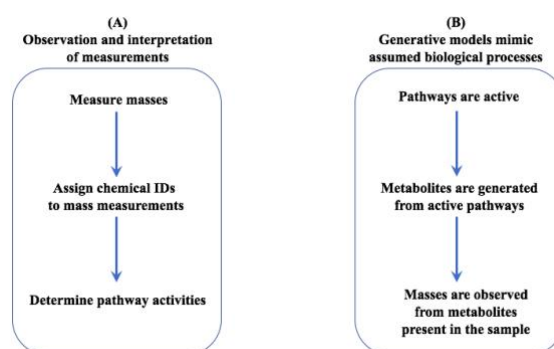 (A)
Observation and interpretation
of measurements
Measure masses
Assign chemical IDs
to mass measurements
Determine pathway activities
(B)
Generative models mimic
assumed biological processes
Pathways are active
Metabolites are generated
from active pathways
Masses are observed
from metabolites
present in the sample